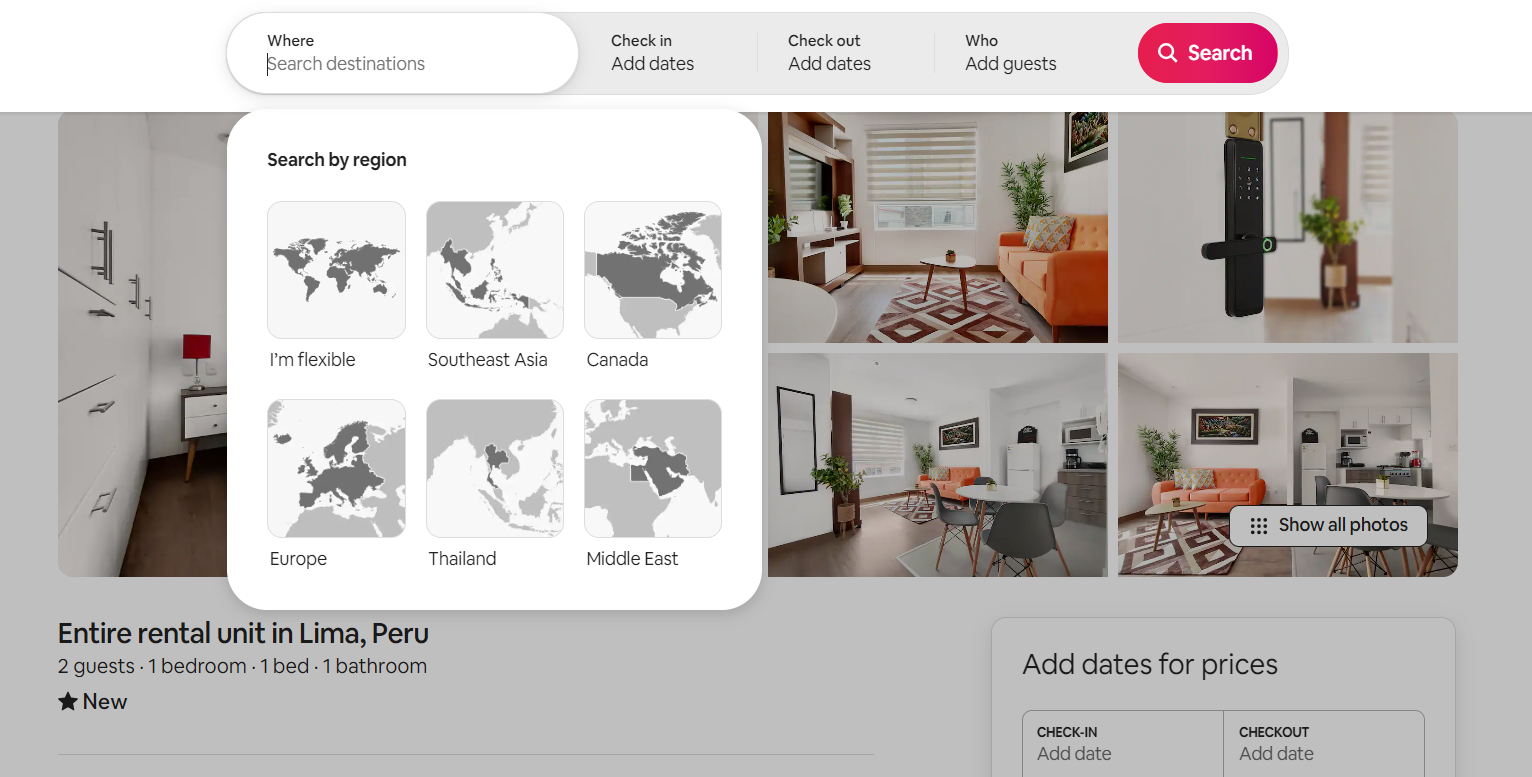 Where
Search destinations
Check in
Add dates
Check out
Add dates
Who
Add guests
Search
Search by region
I'm flexible
Southeast Asia
Canada
Europe
Thailand
Middle East
Show all photos
Entire rental unit in Lima, Peru
2 guests · 1 bedroom · 1 bed · 1 bathroom
New
Add dates for prices
CHECK-IN
Add date
CHECKOUT
Add date